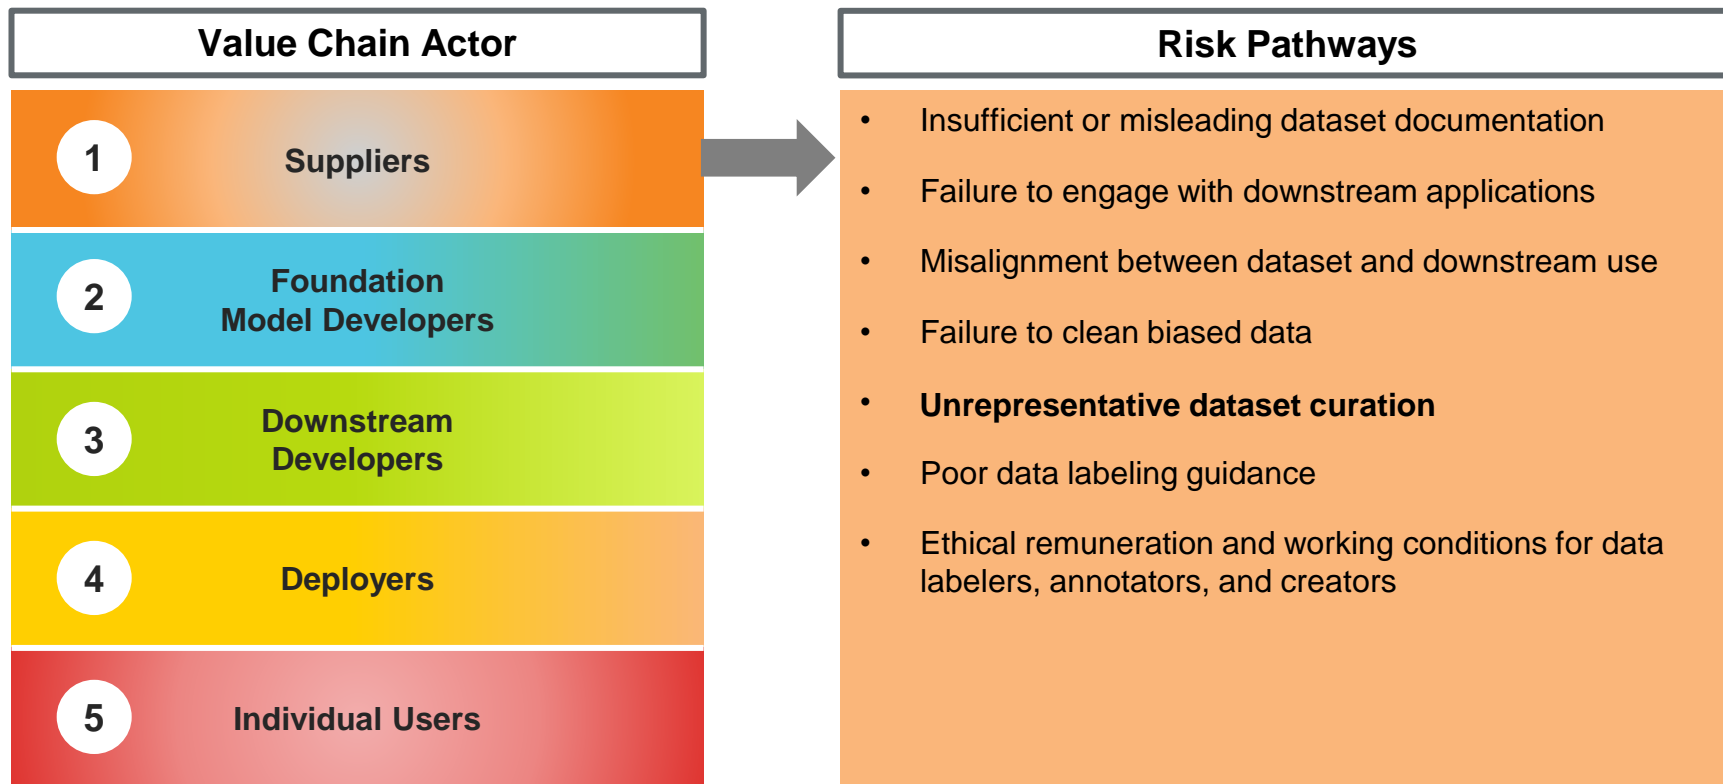 Value Chain Actor
1
Suppliers
2
Foundation
Model Developers
3
Downstream
Developers
4
Deployers
5
Individual Users
Risk Pathways
• Insufficient or misleading dataset documentation
• Failure to engage with downstream applications
• Misalignment between dataset and downstream use
• Failure to clean biased data
• Unrepresentative dataset curation
• Poor data labeling guidance
• Ethical remuneration and working conditions for data
labelers, annotators, and creators